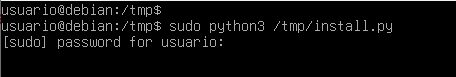 usuario@debian:/tmp$
usuario@debian:/tmp$ sudo python3 /tmp/install.py
[sudo] password for usuario: